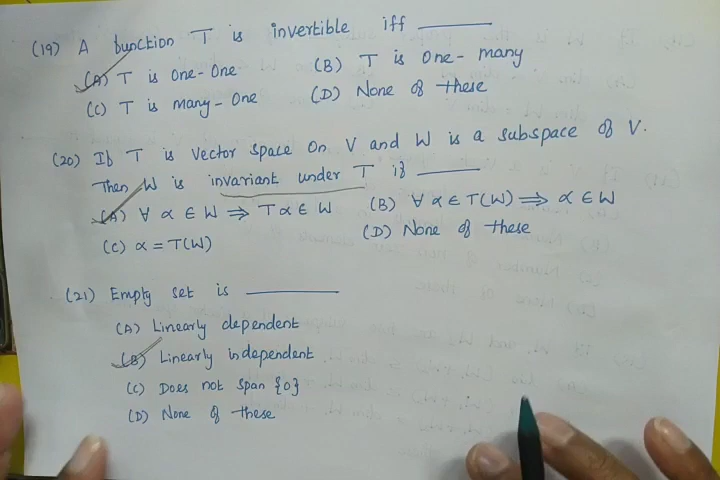 (19) A function T is invertible iff ______
(A) T is One-One (B) T is One-many
(C) T is many-One (D) None of these
(20) If T is Vector Space On V and W is a subspace of V.
Then W is invariant under T if ______
(A) ∀ α ∈ W ⟹ Tα ∈ W (B) ∀ α ∈ T(W) ⟹ α ∈ W
(C) α = T(W) (D) None of these
(21) Empty set is ______
(A) Linearly dependent
(B) Linearly independent
(C) Does not span {0}
(D) None of these